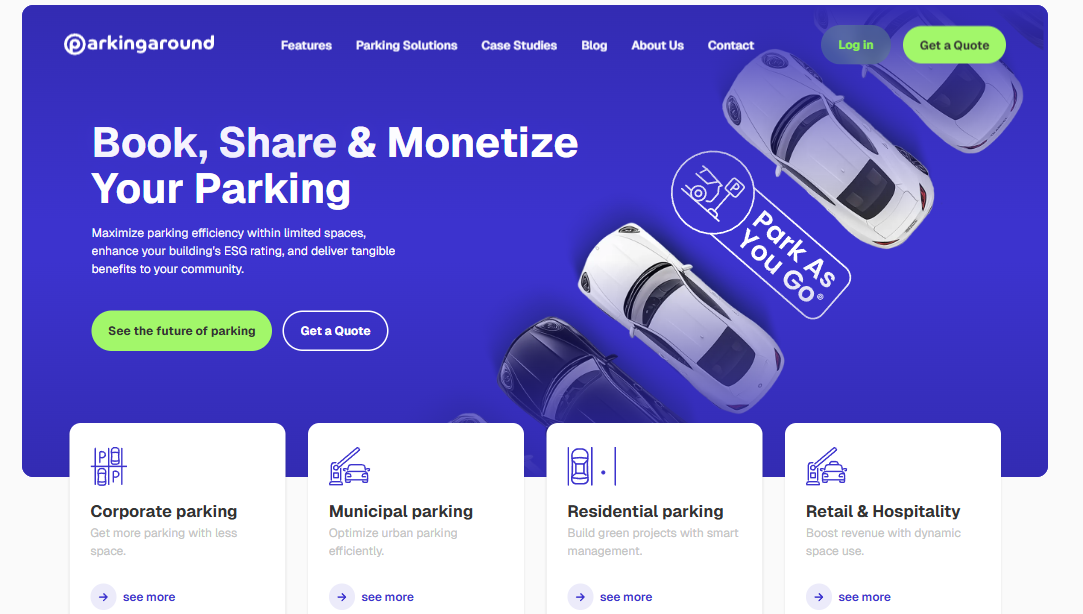 parkingaround
Features
Parking Solutions
Case Studies
Blog
About Us
Contact
Log in
Get a Quote
Book, Share & Monetize
Your Parking
Maximize parking efficiency within limited spaces,
enhance your building's ESG rating, and deliver tangible
benefits to your community.
See the future of parking
Get a Quote
P
Park As
You Go®
P
P
Corporate parking
Get more parking with less
space.
see more
Municipal parking
Optimize urban parking
efficiently.
see more
Residential parking
Build green projects with smart
management.
see more
Retail & Hospitality
Boost revenue with dynamic
space use.
see more